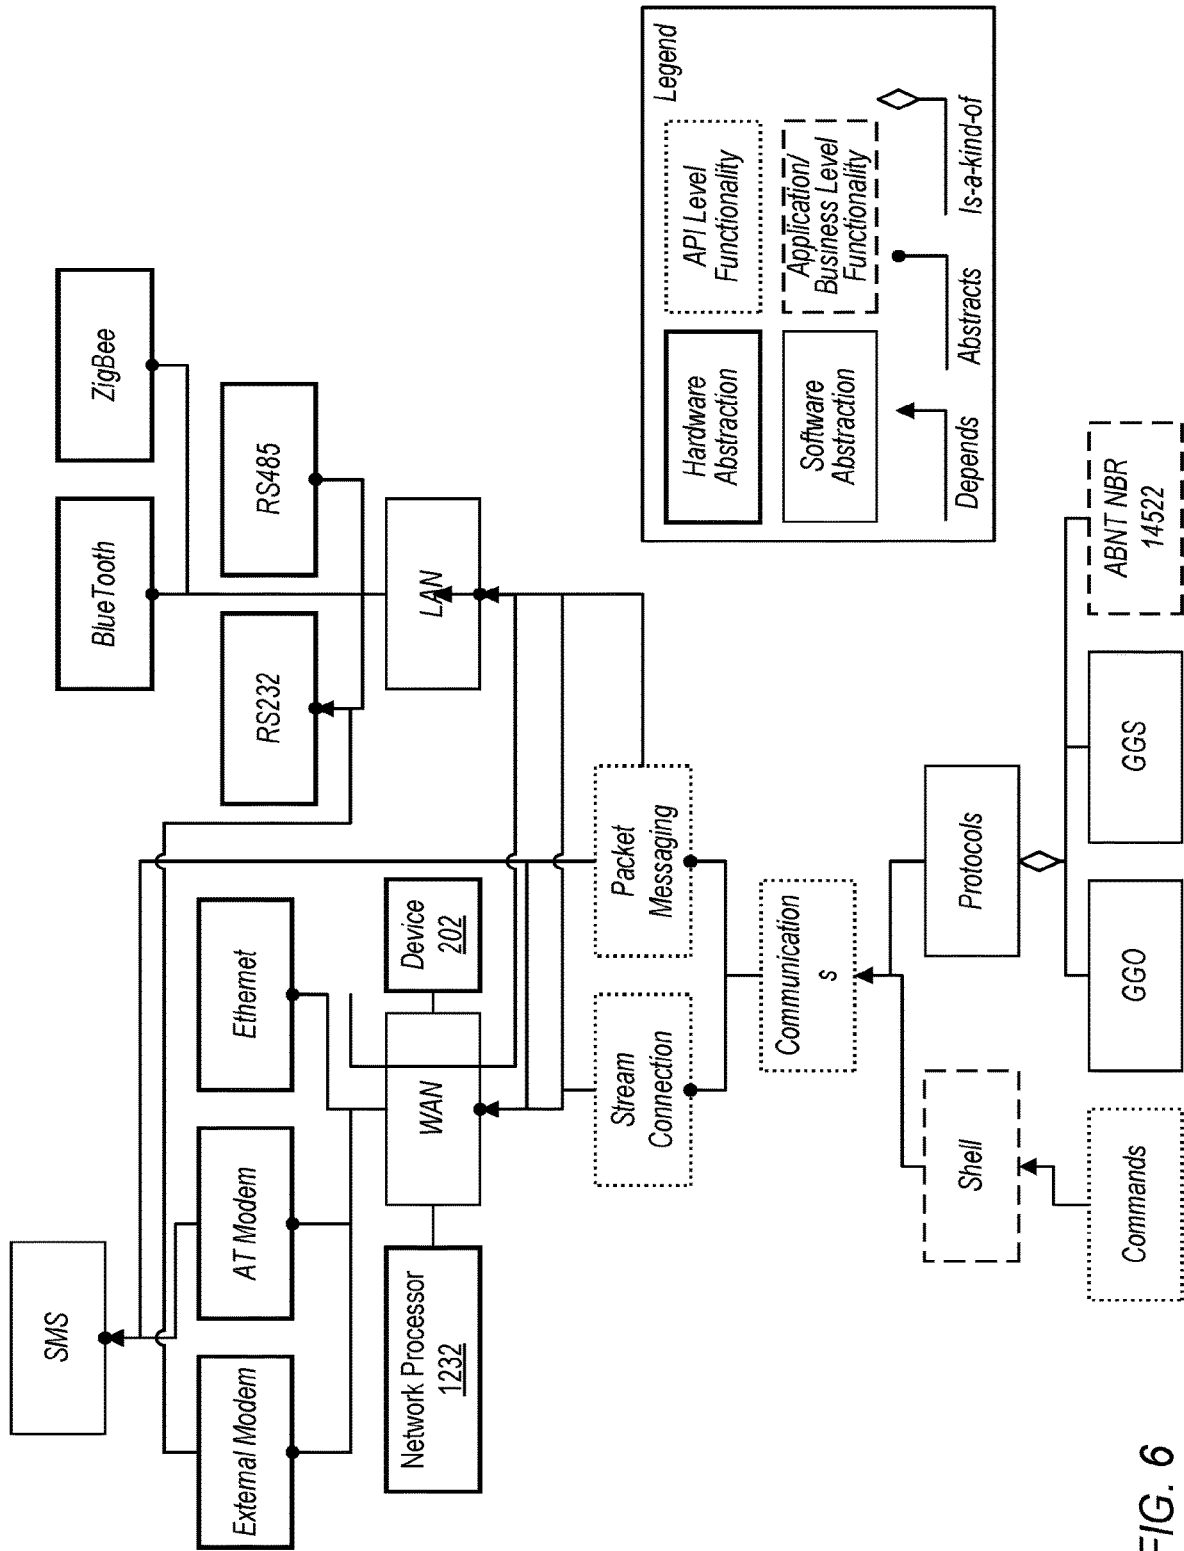 SMS
External Modem
AT Modem
Ethernet
RS232
RS485
BlueTooth
ZigBee
Network Processor
1232
WAN
Device
202
LAN
Stream
Connection
Packet
Messaging
Communication
s
Shell
Protocols
Commands
GGO
GGS
ABNT NBR
14522
Legend
Hardware
Abstraction
API Level
Functionality
Software
Abstraction
Application/
Business Level
Functionality
Depends
Abstracts
Is-a-kind-of
FIG. 6